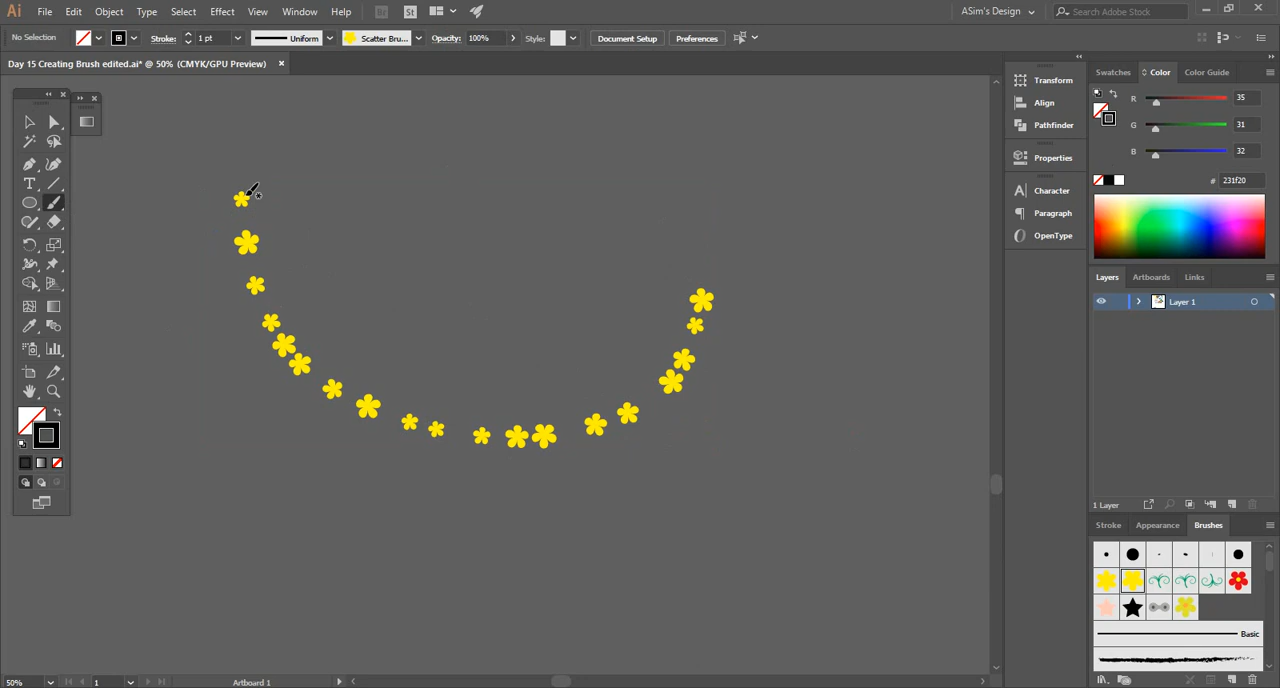 Ai File Edit Object Type Select Effect View Window Help Br St ASim's Design Search Adobe Stock
No Selection Stroke: 1 pt Uniform Scatter Bru... Opacity: 100% Style: Document Setup Preferences
Day 15 Creating Brush edited.ai* @ 50% (CMYK/GPU Preview)
Transform
Align
Pathfinder
Properties
Character
Paragraph
OpenType
Swatches Color Color Guide
R 35
G 31
B 32
# 231f20
Layers Artboards Links
Layer 1
1 Layer
Stroke Appearance Brushes
Basic
50% 1 Artboard 1